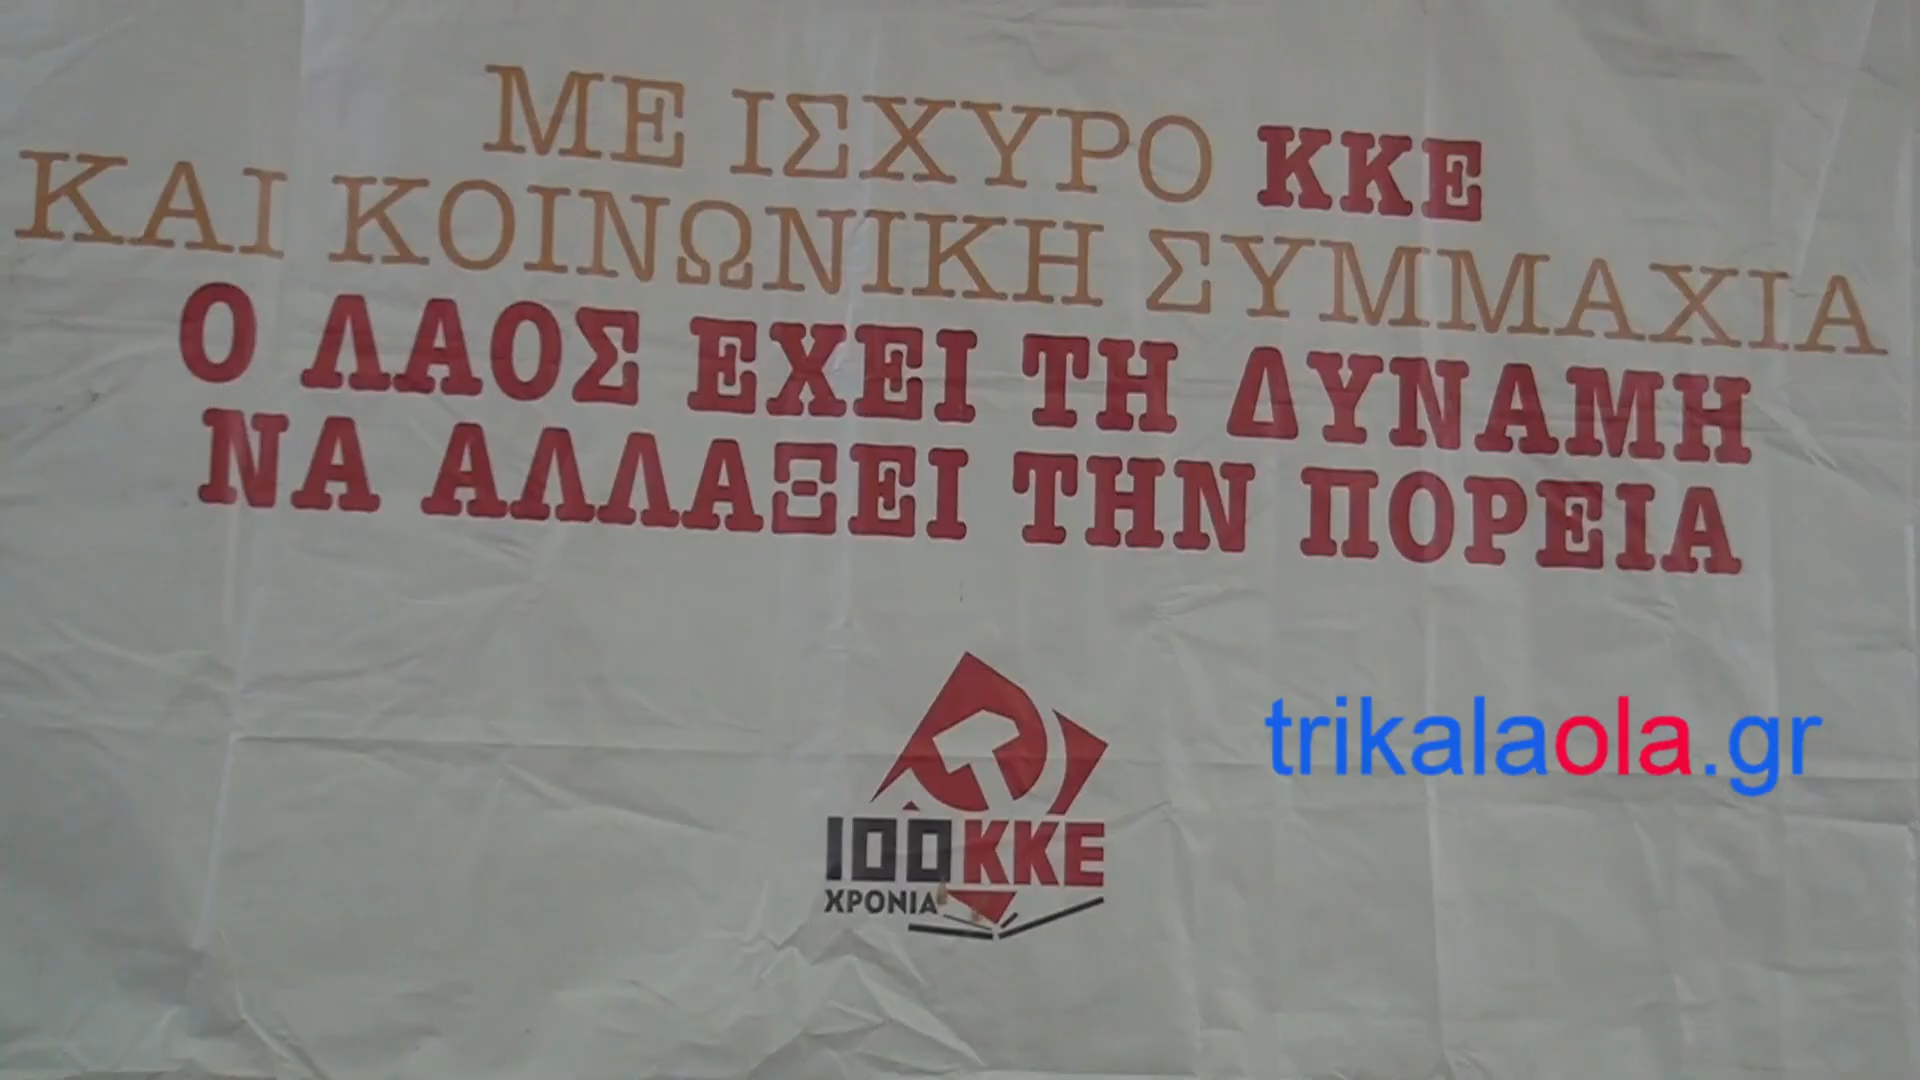 ΜΕ ΙΣΧΥΡΟ ΚΚΕ
ΚΑΙ ΚΟΙΝΩΝΙΚΗ ΣΥΜΜΑΧΙΑ
Ο ΛΑΟΣ ΕΧΕΙ ΤΗ ΔΥΝΑΜΗ
ΝΑ ΑΛΛΑΞΕΙ ΤΗΝ ΠΟΡΕΙΑ
trikalaola.gr
100 ΚΚΕ
ΧΡΟΝΙΑ